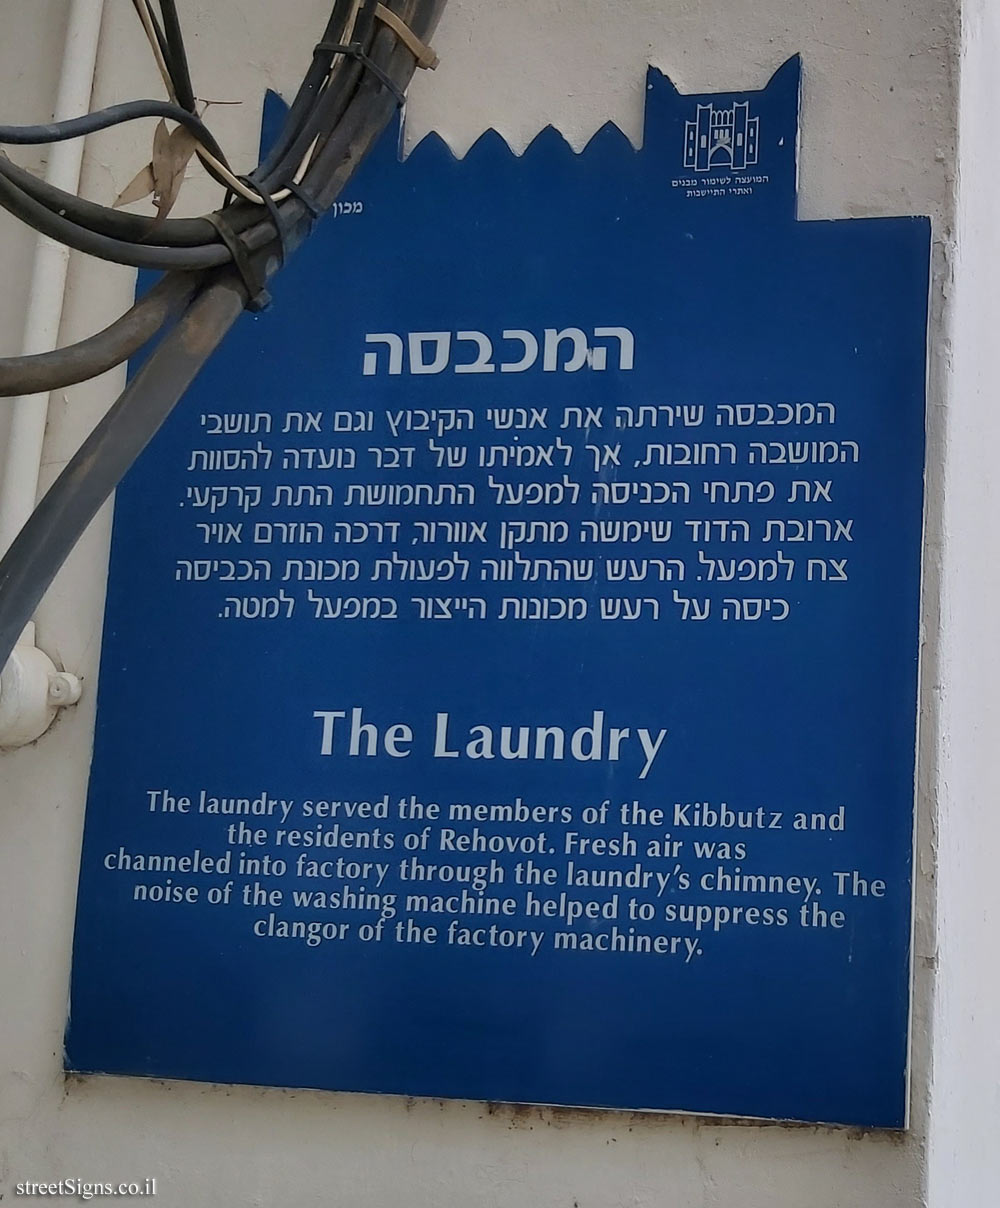 המועצה לשימור מבנים
ואתרי התיישבות
מכון
המכבסה
המכבסה שירתה את אנשי הקיבוץ וגם את תושבי
המושבה רחובות, אך לאמיתו של דבר נועדה להסוות
את פתחי הכניסה למפעל התחמושת התת קרקעי.
ארובת הדוד שימשה מתקן אוורור, דרכה הוזרם אויר
צח למפעל. הרעש שהתלווה לפעולת מכונת הכביסה
כיסה על רעש מכונות הייצור במפעל למטה.
The Laundry
The laundry served the members of the Kibbutz and
the residents of Rehovot. Fresh air was
channeled into factory through the laundry's chimney. The
noise of the washing machine helped to suppress the
clangor of the factory machinery.
streetSigns.co.il